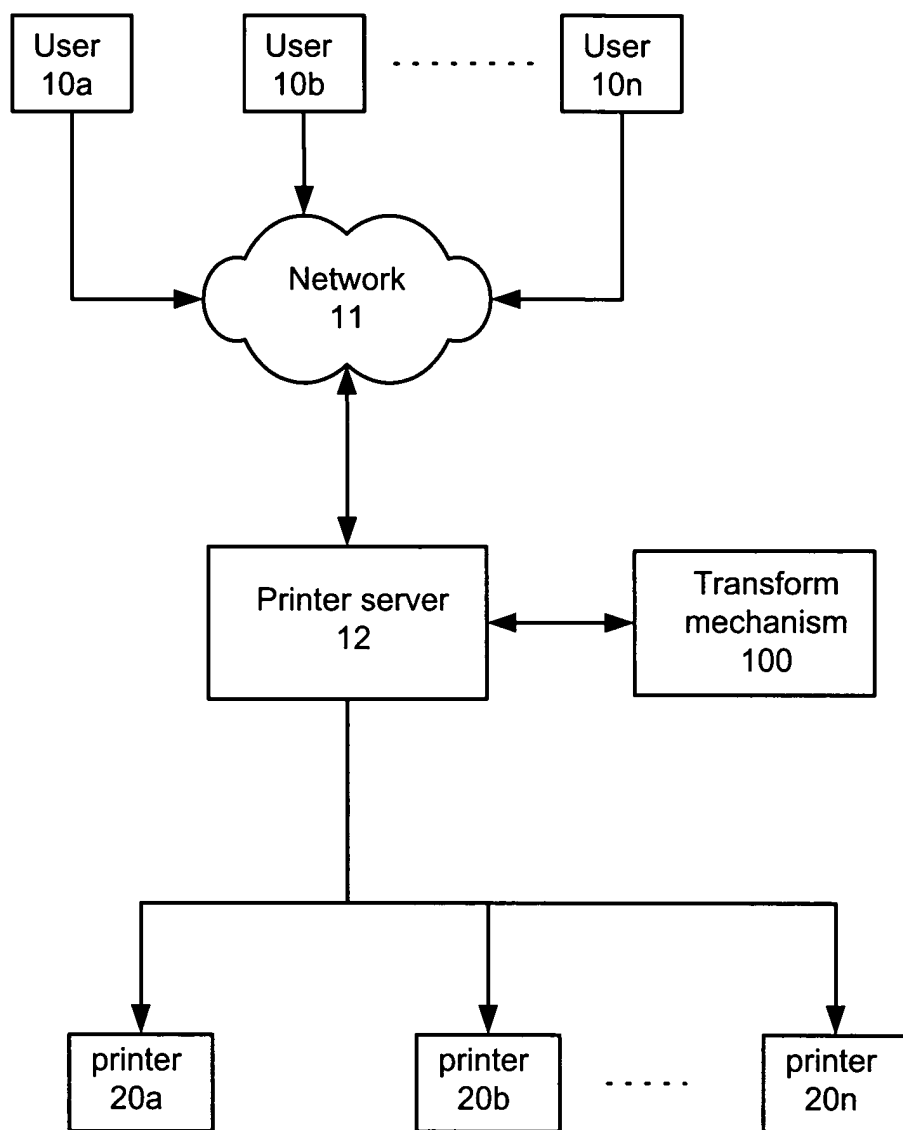 User
10a
User
10b
User
10n
Network
11
Printer server
12
Transform
mechanism
100
printer
20a
printer
20b
printer
20n